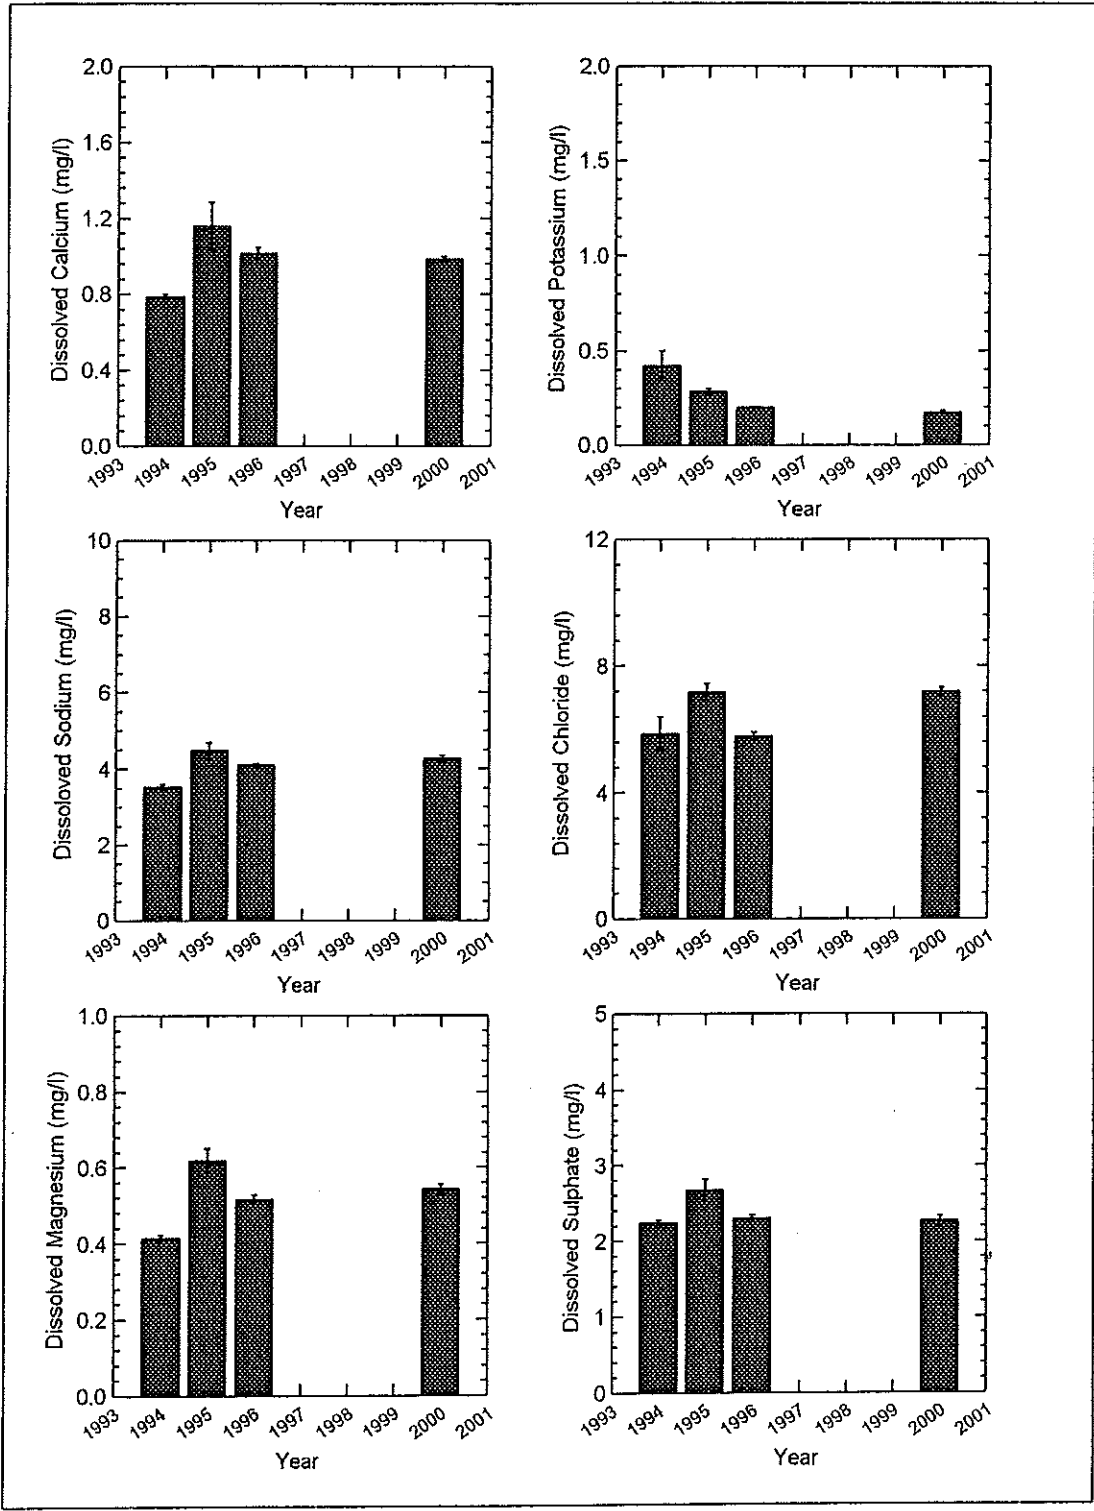 Dissolved Calcium (mg/l)
2.0
1.6
1.2
0.8
0.4
0.0
1993 1994 1995 1996 1997 1998 1999 2000 2001
Year
Dissolved Potassium (mg/l)
2.0
1.5
1.0
0.5
0.0
1993 1994 1995 1996 1997 1998 1999 2000 2001
Year
Dissoloved Sodium (mg/l)
10
8
6
4
2
0
1993 1994 1995 1996 1997 1998 1999 2000 2001
Year
Dissolved Chloride (mg/l)
12
8
4
0
1993 1994 1995 1996 1997 1998 1999 2000 2001
Year
Dissolved Magnesium (mg/l)
1.0
0.8
0.6
0.4
0.2
0.0
1993 1994 1995 1996 1997 1998 1999 2000 2001
Year
Dissolved Sulphate (mg/l)
5
4
3
2
1
0
1993 1994 1995 1996 1997 1998 1999 2000 2001
Year